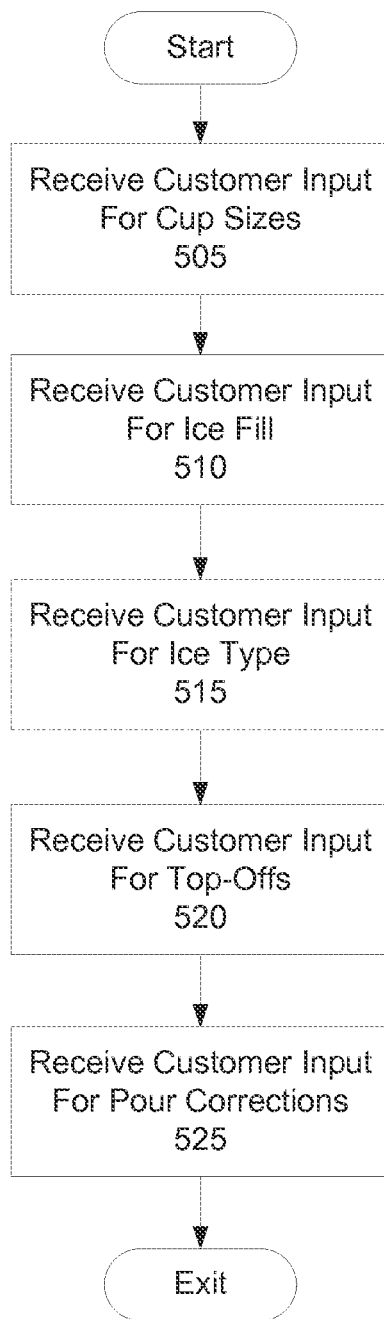 Start
Receive Customer Input
For Cup Sizes
505
Receive Customer Input
For Ice Fill
510
Receive Customer Input
For Ice Type
515
Receive Customer Input
For Top-Offs
520
Receive Customer Input
For Pour Corrections
525
Exit